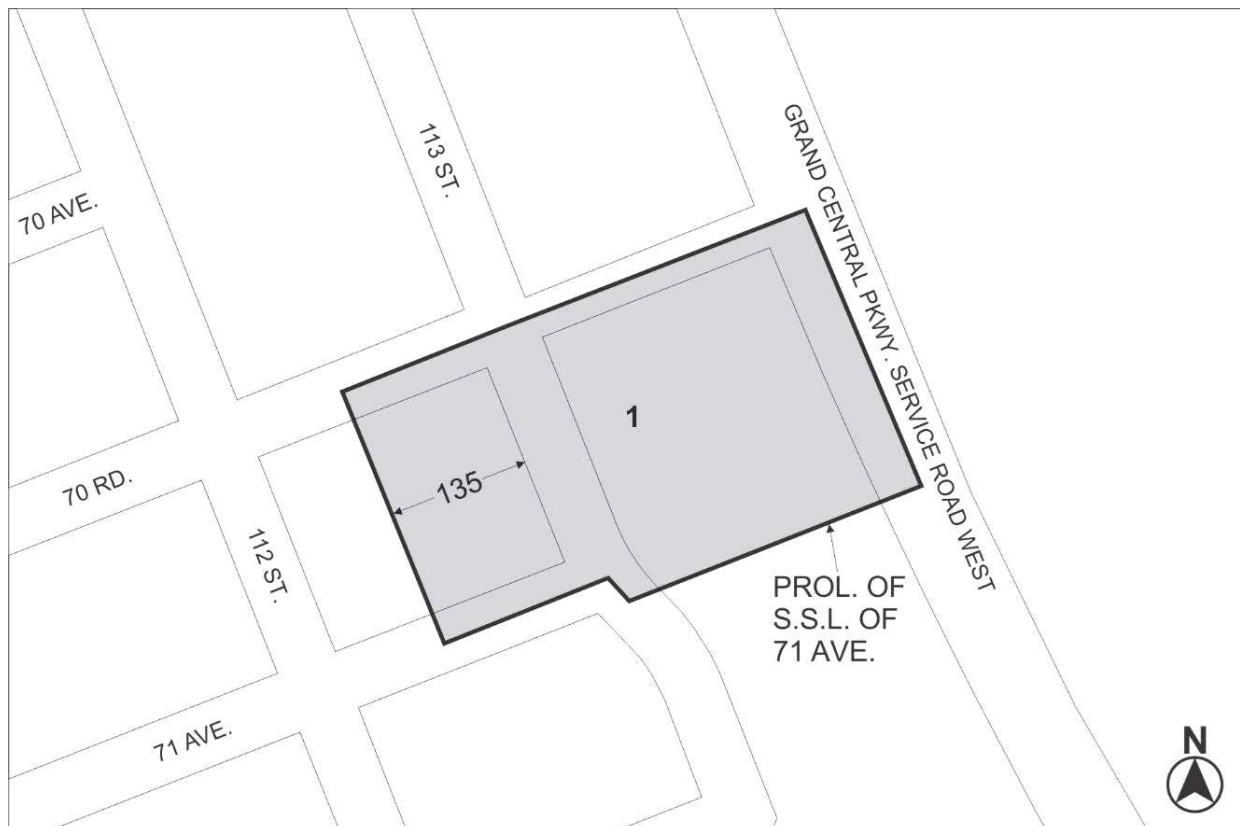 113 ST.
70 AVE.
GRAND CENTRAL PKWY. SERVICE ROAD WEST
1
135
70 RD.
112 ST.
PROL. OF
S.S.L. OF
71 AVE.
71 AVE.
N